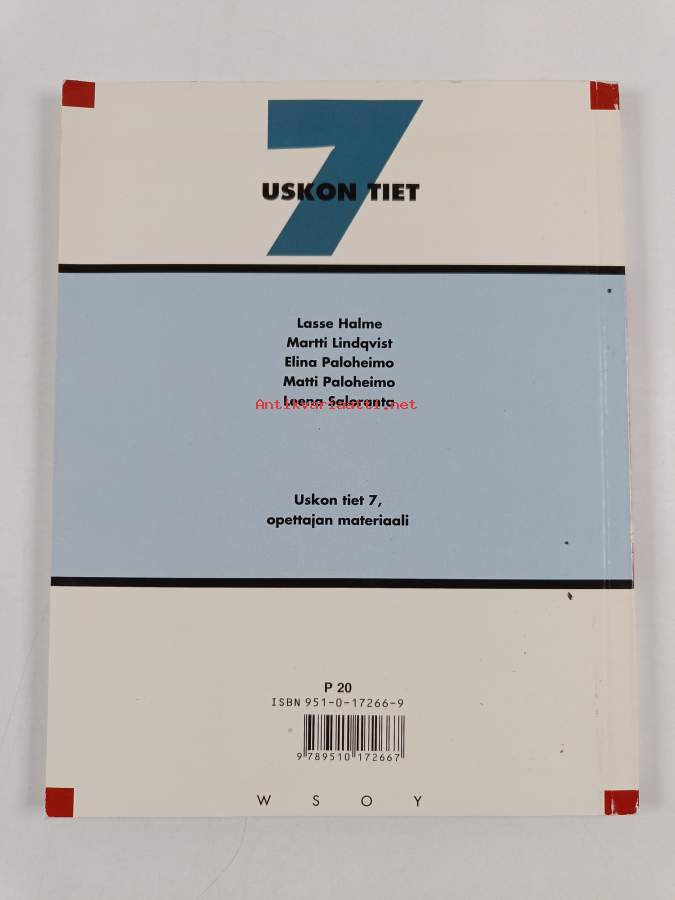 7
USKON TIET
Lasse Halme
Martti Lindqvist
Elina Paloheimo
Matti Paloheimo
Leena Saloranta
Antikvariaatti.net
Uskon tiet 7,
opettajan materiaali
P 20
ISBN 951-0-17266-9
9 789510 172667
W S O Y